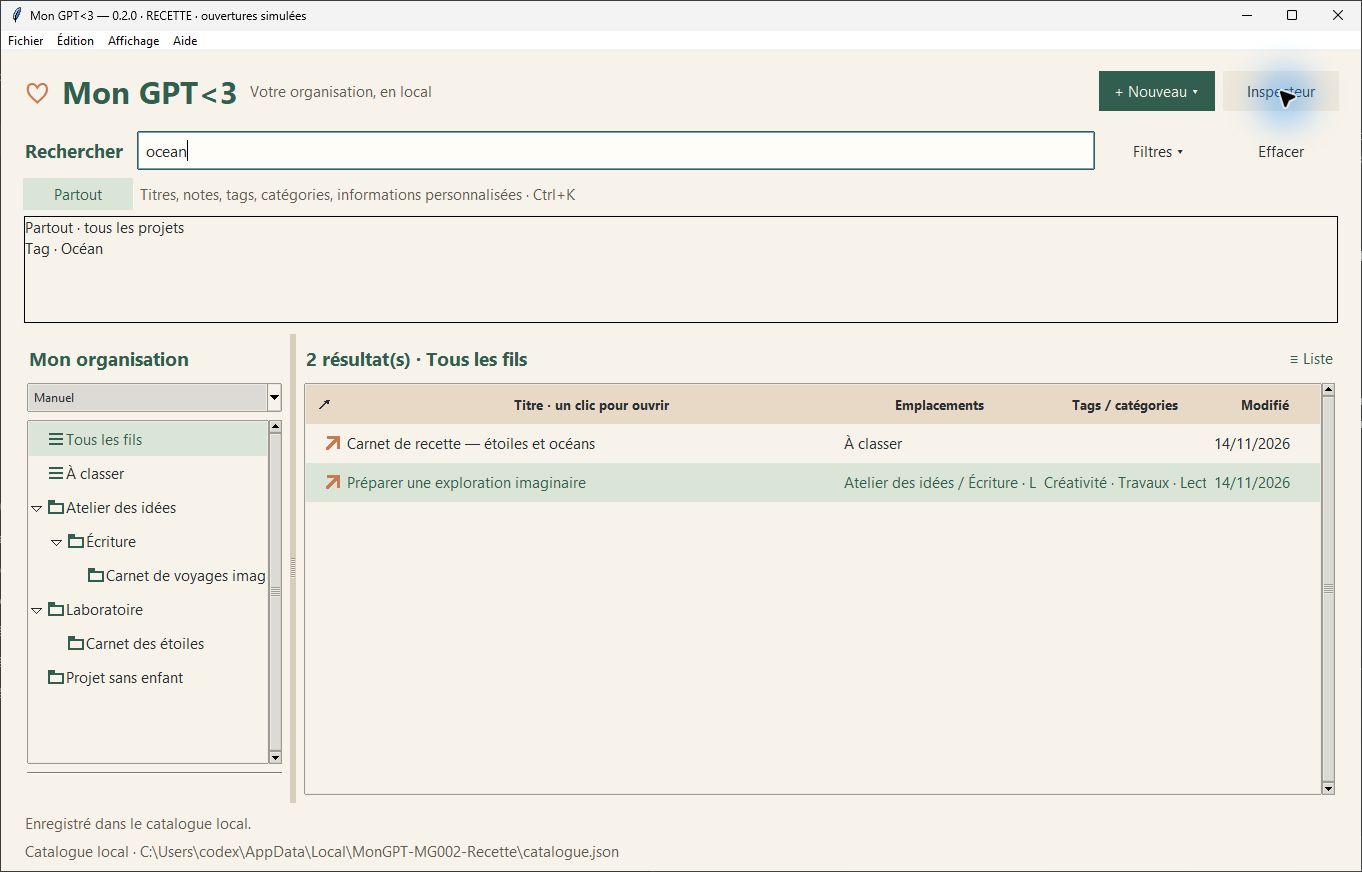 Mon GPT<3 — 0.2.0 · RECETTE · ouvertures simulées
Fichier Édition Affichage Aide
♡ Mon GPT<3 Votre organisation, en local + Nouveau ▾ Inspecteur
Rechercher ocean Filtres ▾ Effacer
Partout Titres, notes, tags, catégories, informations personnalisées · Ctrl+K
Partout · tous les projets
Tag · Océan
Mon organisation
Manuel
Tous les fils
À classer
Atelier des idées
Écriture
Carnet de voyages imag
Laboratoire
Carnet des étoiles
Projet sans enfant
2 résultat(s) · Tous les fils ≡ Liste
↗ Titre · un clic pour ouvrir Emplacements Tags / catégories Modifié
Carnet de recette — étoiles et océans À classer 14/11/2026
Préparer une exploration imaginaire Atelier des idées / Écriture · L Créativité · Travaux · Lect 14/11/2026
Enregistré dans le catalogue local.
Catalogue local · C:\Users\codex\AppData\Local\MonGPT-MG002-Recette\catalogue.json